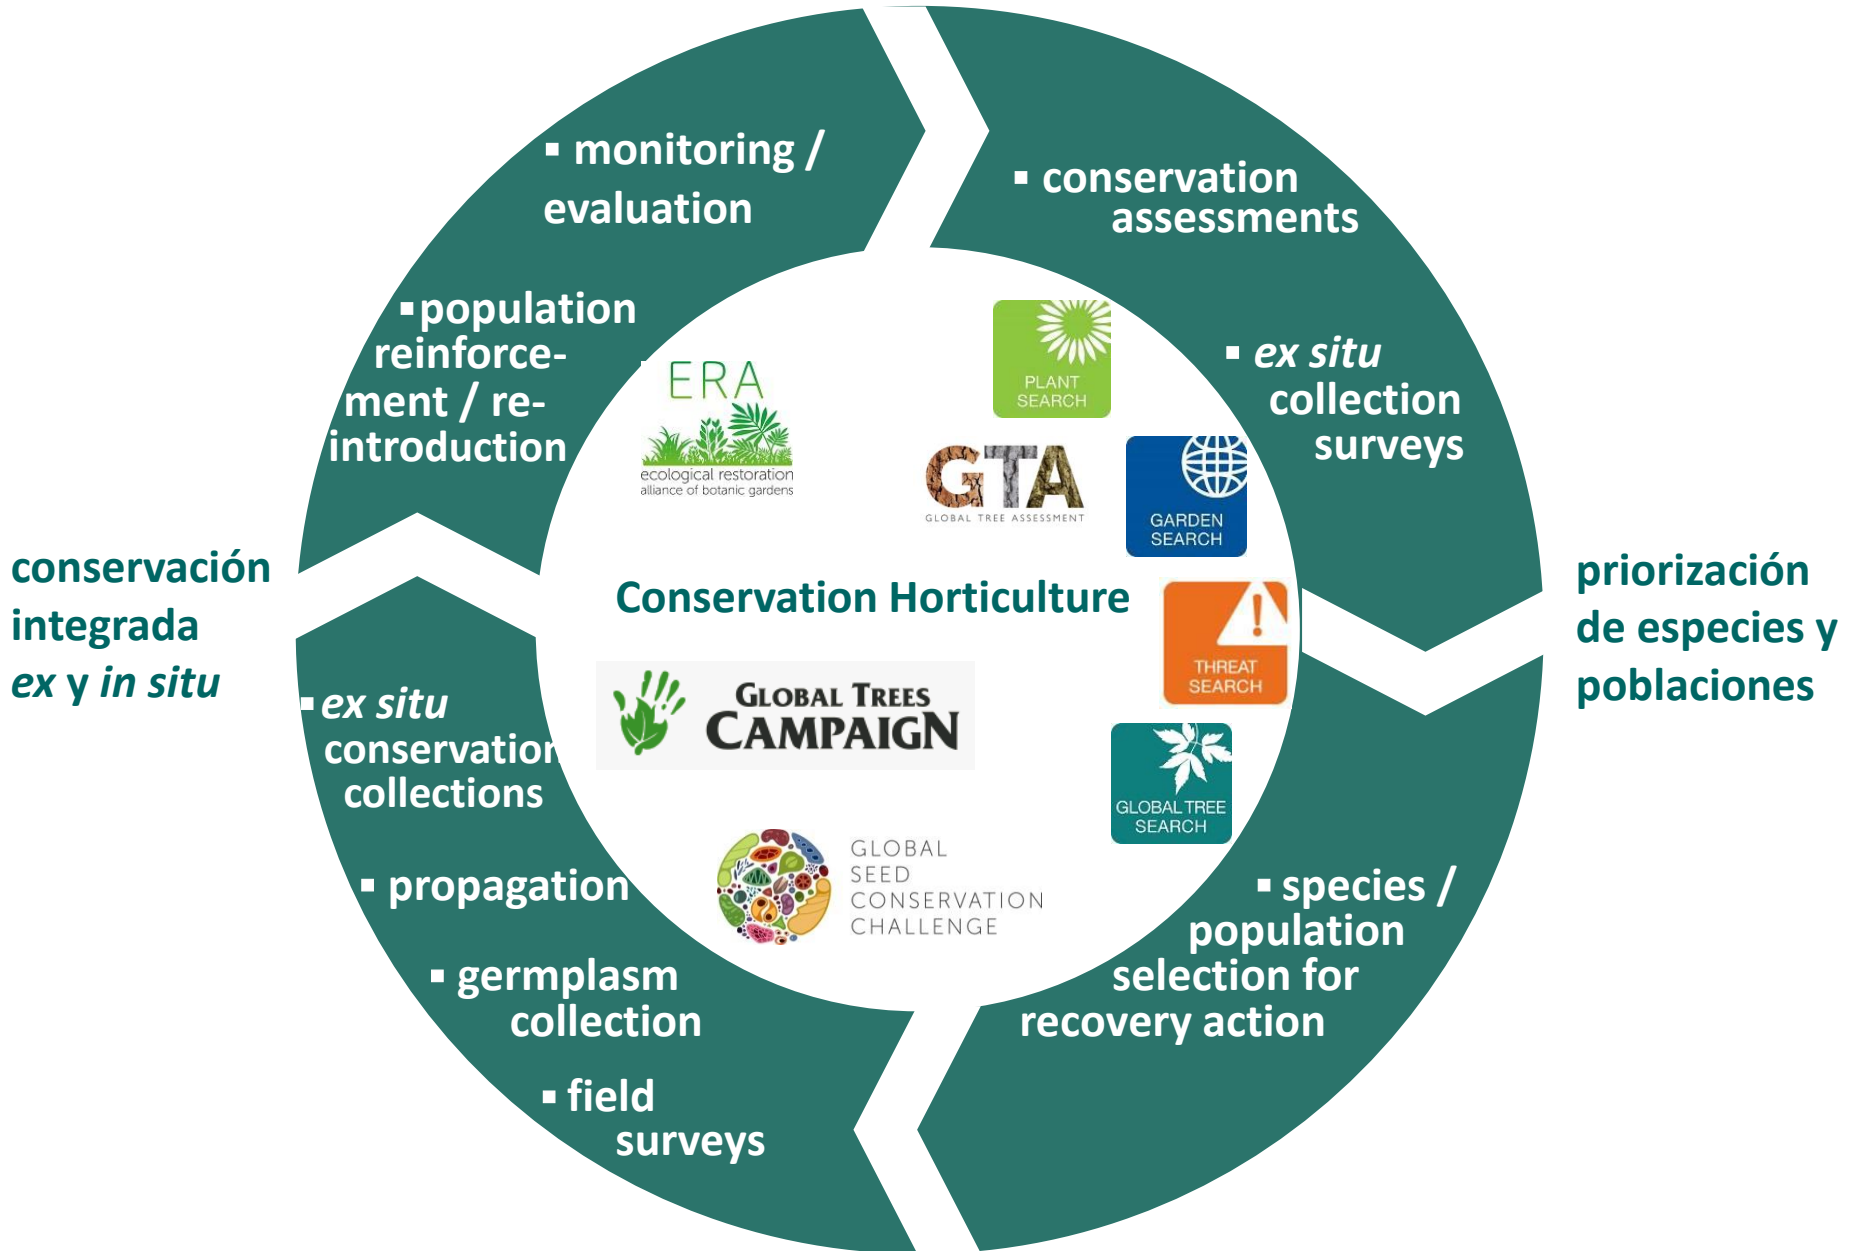 ▪ monitoring /
evaluation
▪ conservation
assessments
▪population
reinforce-
ment / re-
introduction
▪ ex situ
collection
surveys
ERA
ecological restoration
alliance of botanic gardens
PLANT
SEARCH
GTA
GLOBAL TREE ASSESSMENT
GARDEN
SEARCH
conservación
integrada
ex y in situ
Conservation Horticulture
priorización
de especies y
poblaciones
THREAT
SEARCH
GLOBAL TREES
CAMPAIGN
▪ex situ
conservation
collections
GLOBAL TREE
SEARCH
GLOBAL
SEED
CONSERVATION
CHALLENGE
▪ propagation
▪ species /
population
selection for
recovery action
▪ germplasm
collection
▪ field
surveys